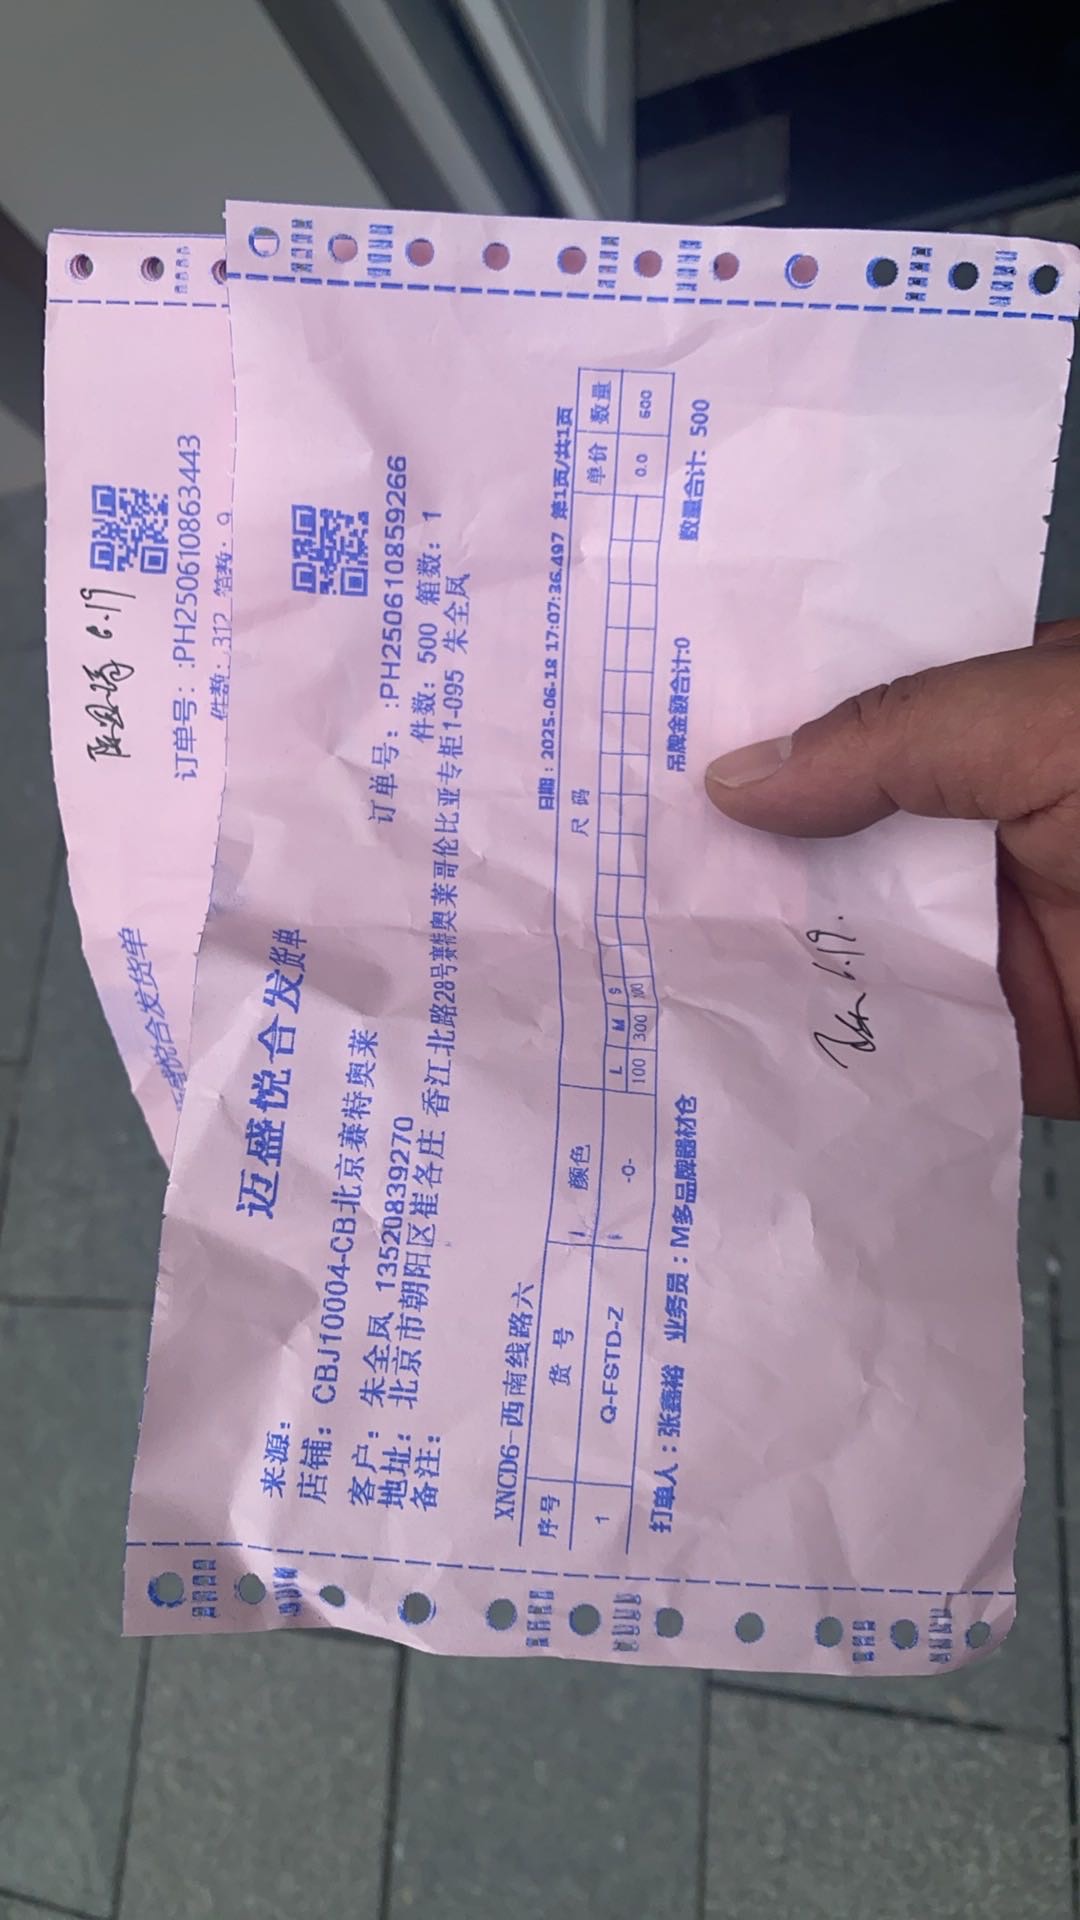 迈盛悦合发货单
来源:
店铺: CBJ10004-CB北京赛特奥莱
订单号: :PH250610859266
客户: 朱全凤 13520839270
件数: 500 箱数: 1
地址: 北京市朝阳区崔各庄 香江北路28号赛特奥莱哥伦比亚专柜1-095 朱全凤
备注:
XNCD6-西南线路六
日期: 2025-06-18 17:07:36.497 第1页/共1页
序号 货 号 颜色 尺码 单价 数量
L M S
1 Q-FSTD-Z -0- 100 300 100 0.0 500
打单人: 张鑫裕 业务员: M多品牌器材仓 吊牌金额合计:0 数量合计: 500
6.19.
6.19
悦合发货单
订单号: :PH250610863443
件数: 312 箱数: 9